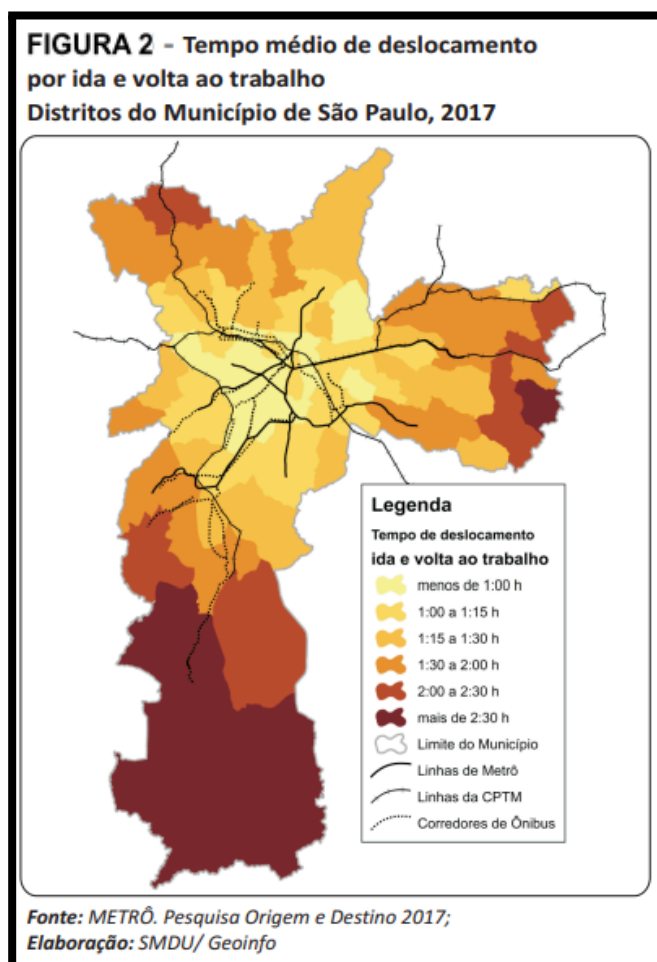 FIGURA 2 - Tempo médio de deslocamento
por ida e volta ao trabalho
Distritos do Município de São Paulo, 2017
Legenda
Tempo de deslocamento
ida e volta ao trabalho
menos de 1:00 h
1:00 a 1:15 h
1:15 a 1:30 h
1:30 a 2:00 h
2:00 a 2:30 h
mais de 2:30 h
Limite do Município
Linhas de Metrô
Linhas da CPTM
Corredores de Ônibus
Fonte: METRÔ. Pesquisa Origem e Destino 2017;
Elaboração: SMDU/ Geoinfo